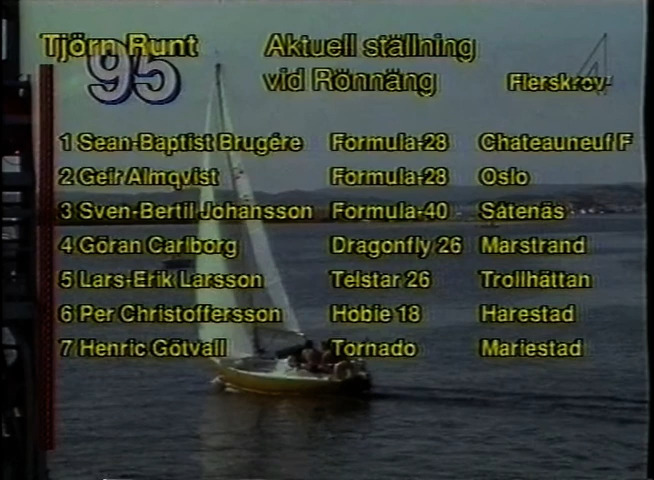 Tjörn Runt
95
Aktuell ställning
vid Rönnäng
Flerskrov
4
1 Sean-Baptist Brugére Formula-28 Chateauneuf F
2 Geir Almqvist Formula-28 Oslo
3 Sven-Bertil Johansson Formula-40 Såtenäs
4 Göran Carlborg Dragonfly 26 Marstrand
5 Lars-Erik Larsson Telstar 26 Trollhättan
6 Per Christoffersson Hobie 18 Harestad
7 Henric Götvall Tornado Mariestad